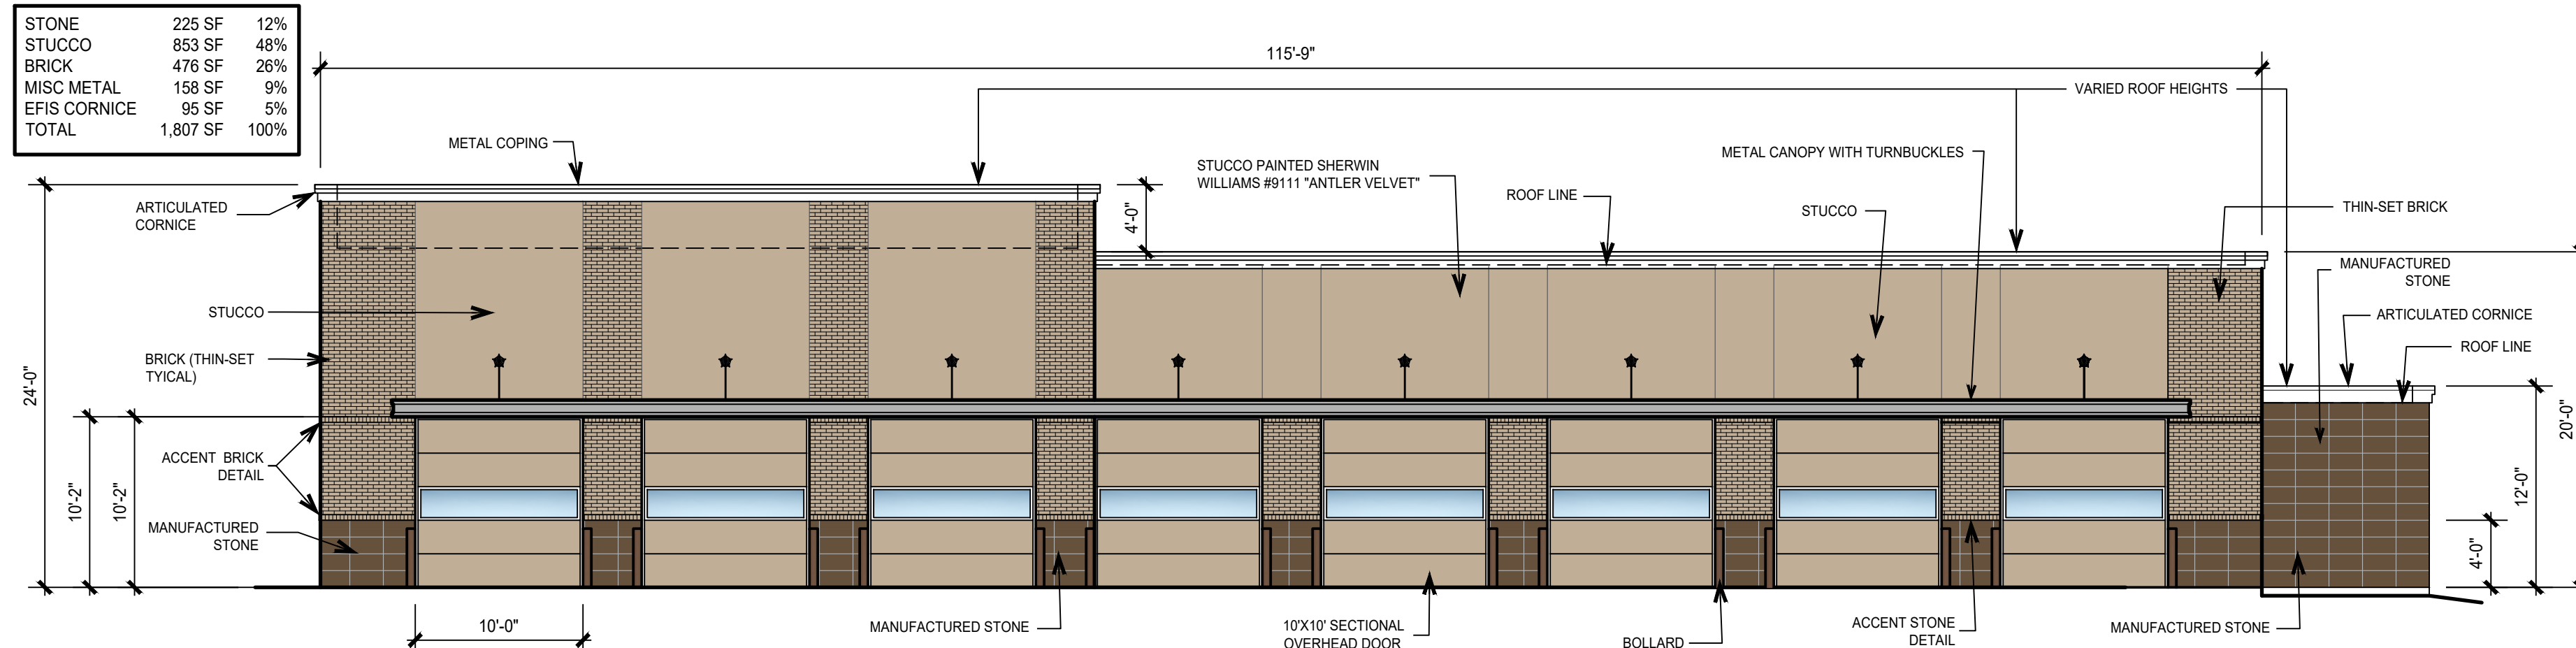 STONE 225 SF 12%
STUCCO 853 SF 48%
BRICK 476 SF 26%
MISC METAL 158 SF 9%
EFIS CORNICE 95 SF 5%
TOTAL 1,807 SF 100%
115'-9"
VARIED ROOF HEIGHTS
METAL COPING
STUCCO PAINTED SHERWIN
WILLIAMS #9111 "ANTLER VELVET"
METAL CANOPY WITH TURNBUCKLES
ROOF LINE
STUCCO
THIN-SET BRICK
ARTICULATED
CORNICE
4'-0"
MANUFACTURED
STONE
STUCCO
ARTICULATED CORNICE
ROOF LINE
BRICK (THIN-SET
TYICAL)
24'-0"
10'-2"
10'-2"
ACCENT BRICK
DETAIL
MANUFACTURED
STONE
20'-0"
12'-0"
4'-0"
10'-0"
MANUFACTURED STONE
10'X10' SECTIONAL
OVERHEAD DOOR
BOLLARD
ACCENT STONE
DETAIL
MANUFACTURED STONE